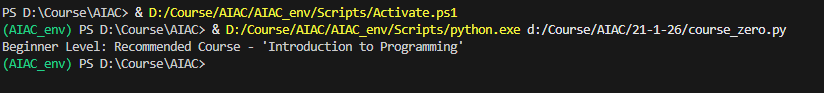 PS D:\Course\AIAC> & D:/Course/AIAC/AIAC_env/Scripts/Activate.ps1
(AIAC_env) PS D:\Course\AIAC> & D:/Course/AIAC/AIAC_env/Scripts/python.exe d:/Course/AIAC/21-1-26/course_zero.py
Beginner Level: Recommended Course - 'Introduction to Programming'
(AIAC_env) PS D:\Course\AIAC>